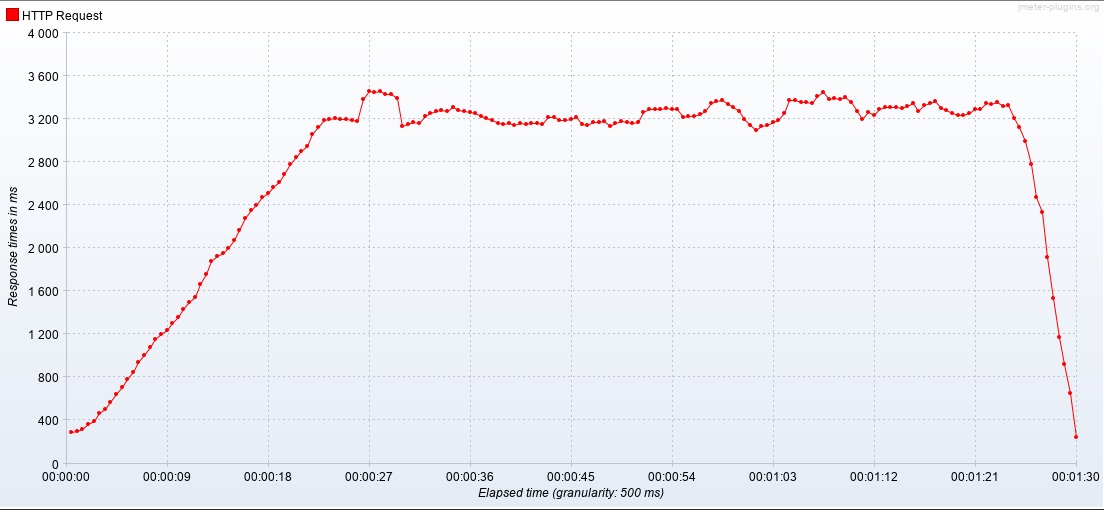 jmeter-plugins.org
HTTP Request
4 000
3 600
3 200
2 800
2 400
2 000
1 600
1 200
800
400
0
Response times in ms
00:00:00 00:00:09 00:00:18 00:00:27 00:00:36 00:00:45 00:00:54 00:01:03 00:01:12 00:01:21 00:01:30
Elapsed time (granularity: 500 ms)